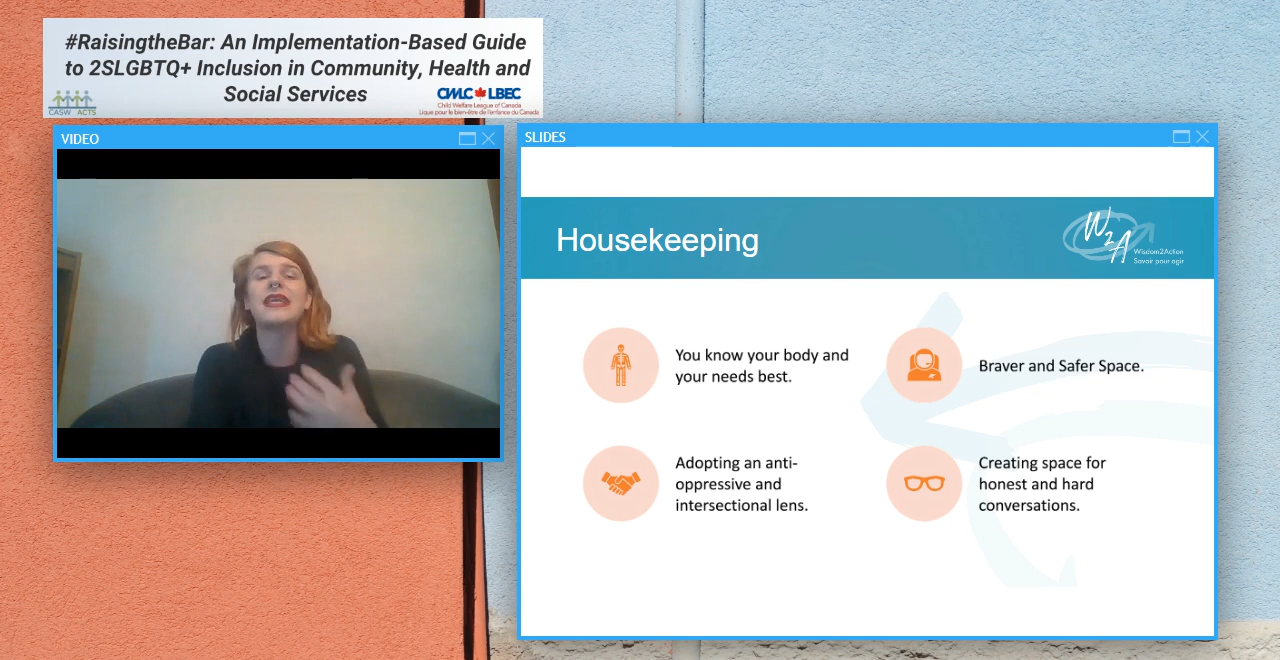 #RaisingtheBar: An Implementation-Based Guide
to 2SLGBTQ+ Inclusion in Community, Health and
Social Services
CASW ACTS
CWLC LBEC
Child Welfare League of Canada
Ligue pour le bien-être de l'enfance du Canada
VIDEO
SLIDES
Housekeeping
W2A
Wisdom2Action
Savoir pour agir
You know your body and
your needs best.
Braver and Safer Space.
Adopting an anti-
oppressive and
intersectional lens.
Creating space for
honest and hard
conversations.